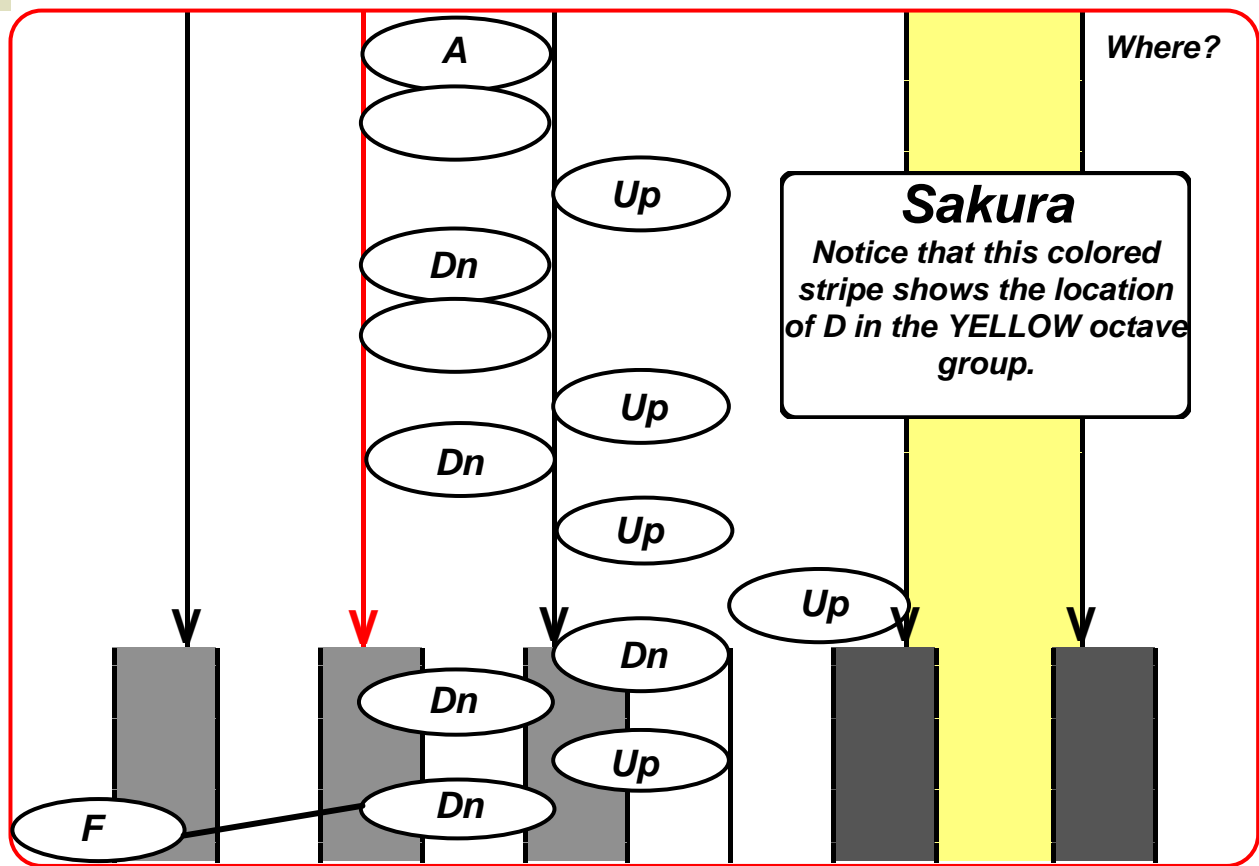 A
Where?
Up
Sakura
Notice that this colored
stripe shows the location
of D in the YELLOW octave
group.
Dn
Up
Dn
Up
Up
Dn
Dn
Up
Dn
F